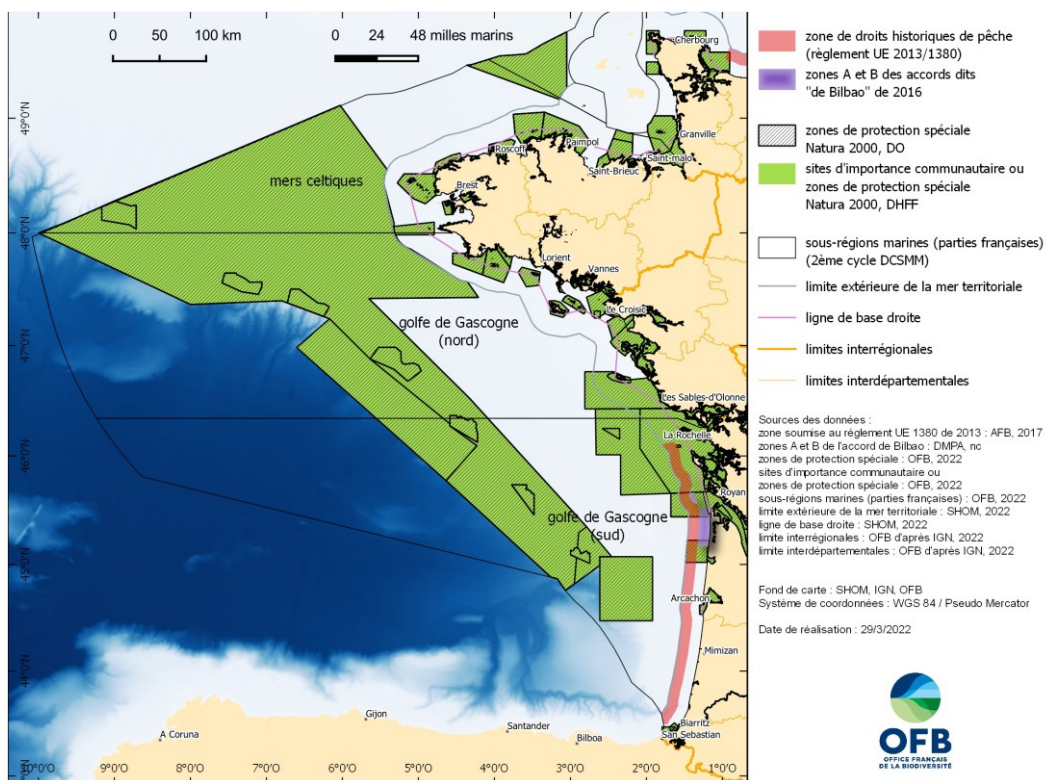 0 50 100 km
0 24 48 milles marins
Cherbourg
49°0'N
Granville
Paimpol
Roscoff
Saint-malo
Saint-Brieuc
mers celtiques
Brest
48°0'N
Lorient
Vannes
Le Croisic
golfe de Gascogne
(nord)
47°0'N
Les Sables-d'Olonne
La Rochelle
46°0'N
Royan
golfe de Gascogne
(sud)
45°0'N
Arcachon
Mimizan
44°0'N
Gijon
A Coruna
Santander
Bilboa
Biarritz
San Sebastian
10°0'O 9°0'O 8°0'O 7°0'O 6°0'O 5°0'O 4°0'O 3°0'O 2°0'O 1°0'O
zone de droits historiques de pêche
(règlement UE 2013/1380)
zones A et B des accords dits
"de Bilbao" de 2016
zones de protection spéciale
Natura 2000, DO
sites d'importance communautaire ou
zones de protection spéciale
Natura 2000, DHFF
sous-régions marines (parties françaises)
(2ème cycle DCSMM)
limite extérieure de la mer territoriale
ligne de base droite
limites interrégionales
limites interdépartementales
Sources des données :
zone soumise au réglement UE 1380 de 2013 : AFB, 2017
zones A et B de l'accord de Bilbao : DMPA, nc
zones de protection spéciale : OFB, 2022
sites d'importance communautaire ou
zones de protection spéciale : OFB, 2022
sous-régions marines (parties françaises) : OFB, 2022
limite extérieure de la mer territoriale : SHOM, 2022
ligne de base droite : SHOM, 2022
limite interrégionales : OFB d'après IGN, 2022
limite interdépartementales : OFB d'après IGN, 2022
Fond de carte : SHOM, IGN, OFB
Système de coordonnées : WGS 84 / Pseudo Mercator
Date de réalisation : 29/3/2022
OFB
OFFICE FRANÇAIS
DE LA BIODIVERSITÉ